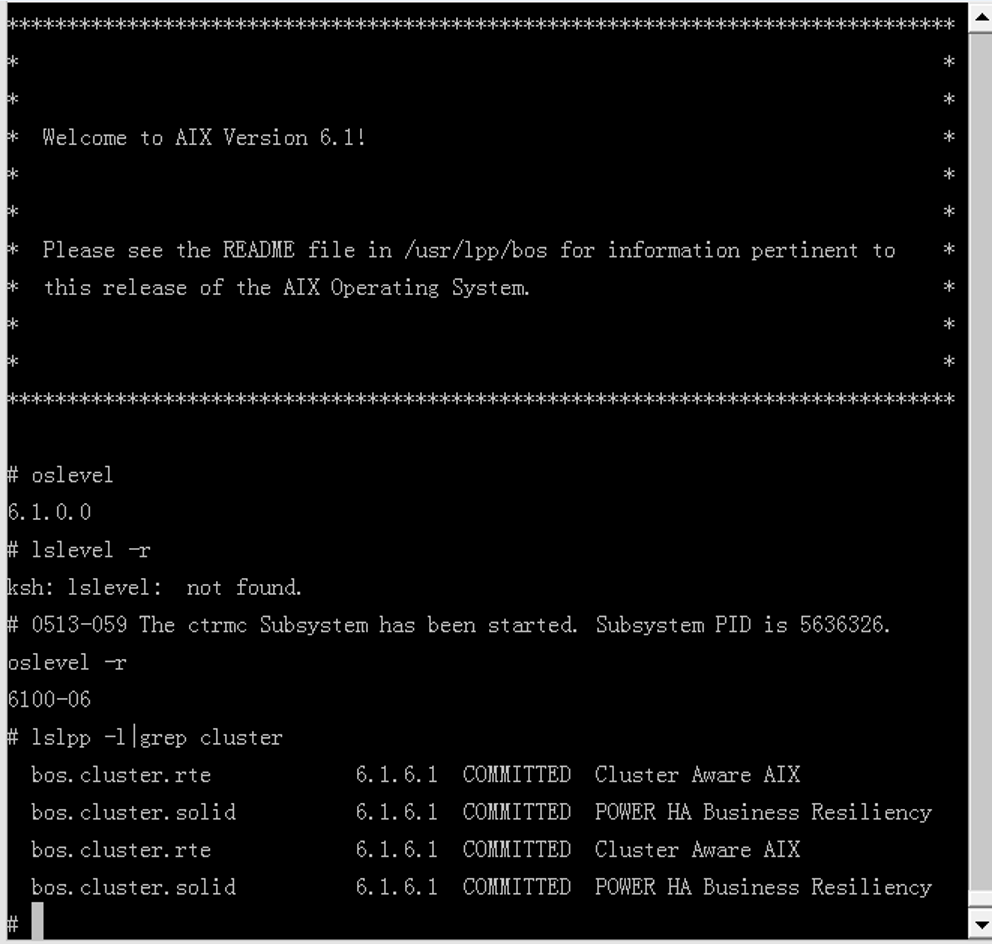 *******************************************************************************
* *
* *
* Welcome to AIX Version 6.1! *
* *
* *
* Please see the README file in /usr/lpp/bos for information pertinent to *
* this release of the AIX Operating System. *
* *
* *
*******************************************************************************
# oslevel
6.1.0.0
# lslevel -r
ksh: lslevel:  not found.
# 0513-059 The ctrmc Subsystem has been started. Subsystem PID is 5636326.
oslevel -r
6100-06
# lslpp -l|grep cluster
bos.cluster.rte 6.1.6.1 COMMITTED Cluster Aware AIX
bos.cluster.solid 6.1.6.1 COMMITTED POWER HA Business Resiliency
bos.cluster.rte 6.1.6.1 COMMITTED Cluster Aware AIX
bos.cluster.solid 6.1.6.1 COMMITTED POWER HA Business Resiliency
#